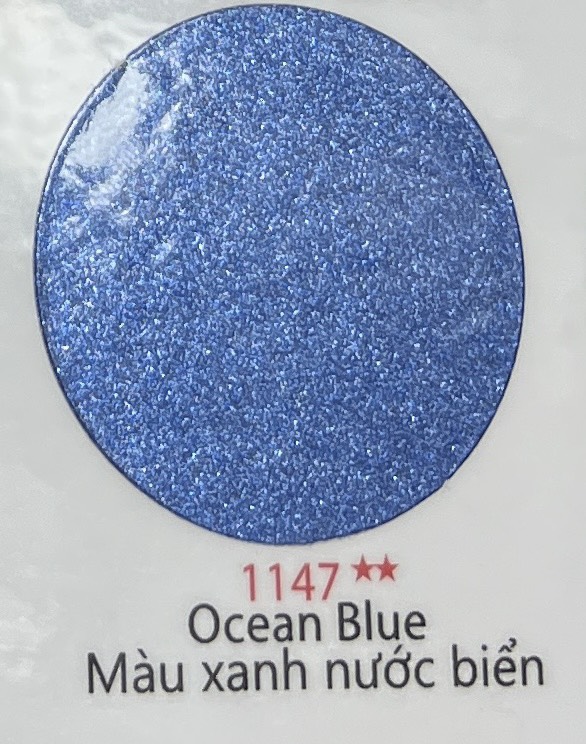 1147 ★★
Ocean Blue
Màu xanh nước biển